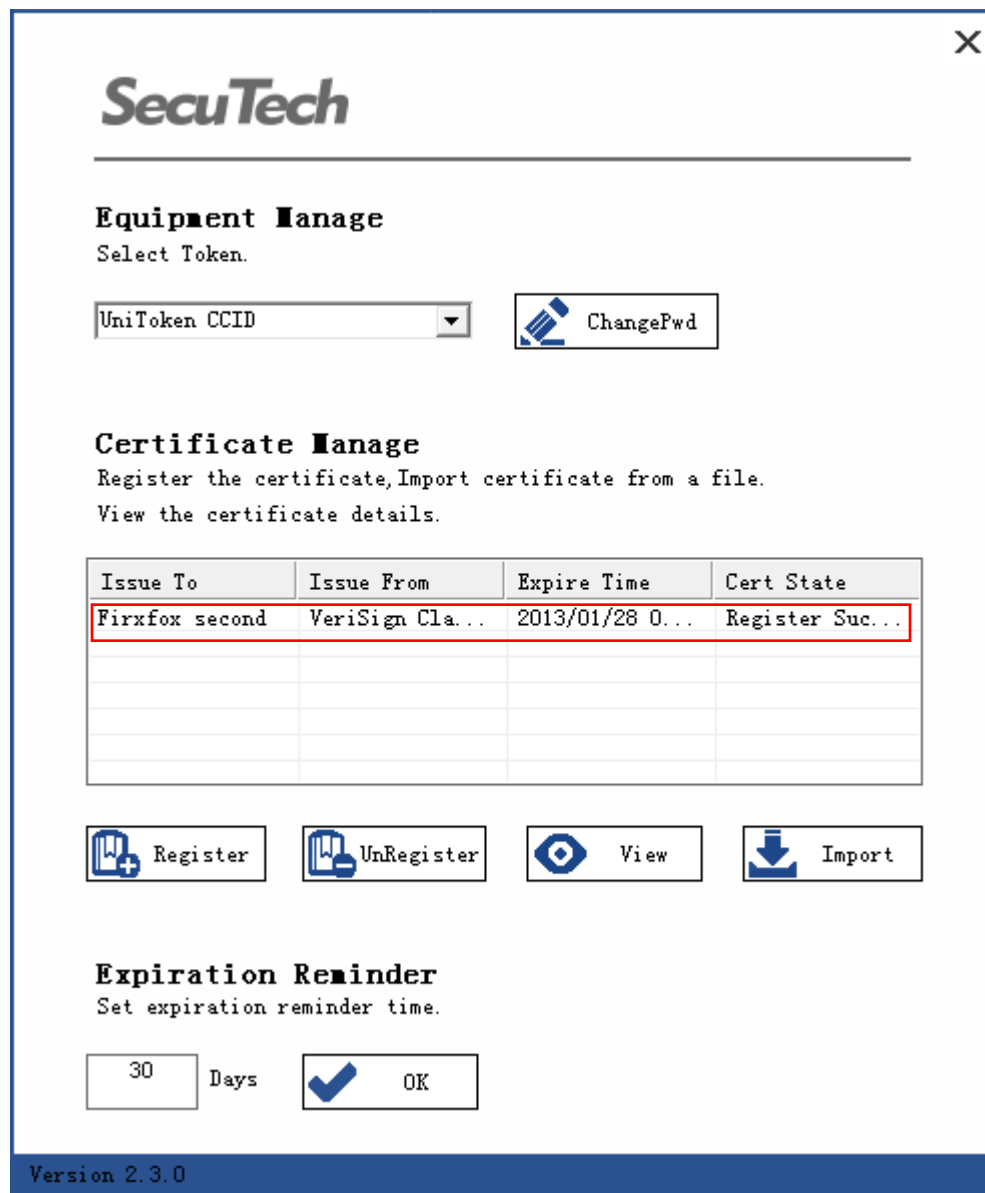 SecuTech
Equipment Manage
Select Token.
UniToken CCID
ChangePwd
Certificate Manage
Register the certificate,Import certificate from a file.
View the certificate details.
Issue To Issue From Expire Time Cert State
Firxfox second VeriSign Cla... 2013/01/28 0... Register Suc...
Register UnRegister View Import
Expiration Reminder
Set expiration reminder time.
30 Days OK
Version 2.3.0